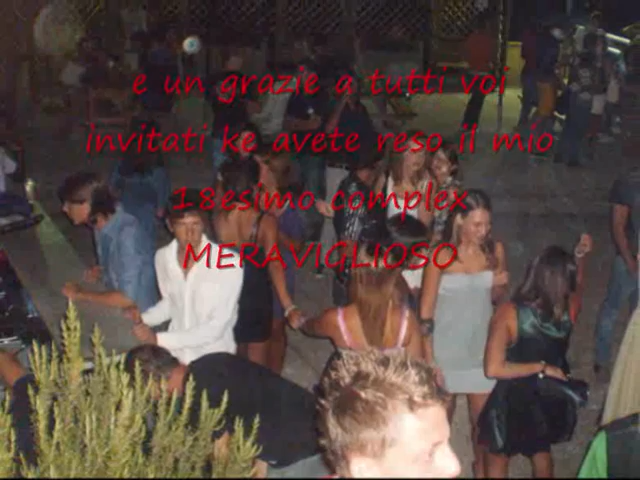 e un grazie a tutti voi
invitati ke avete reso il mio
18esimo complex
MERAVIGLIOSO